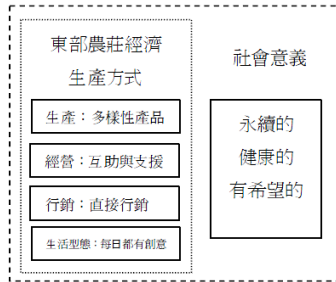 東部農莊經濟
生產方式
生產：多樣性產品
經營：互助與支援
行銷：直接行銷
生活型態：每日都有創意
社會意義
永續的
健康的
有希望的